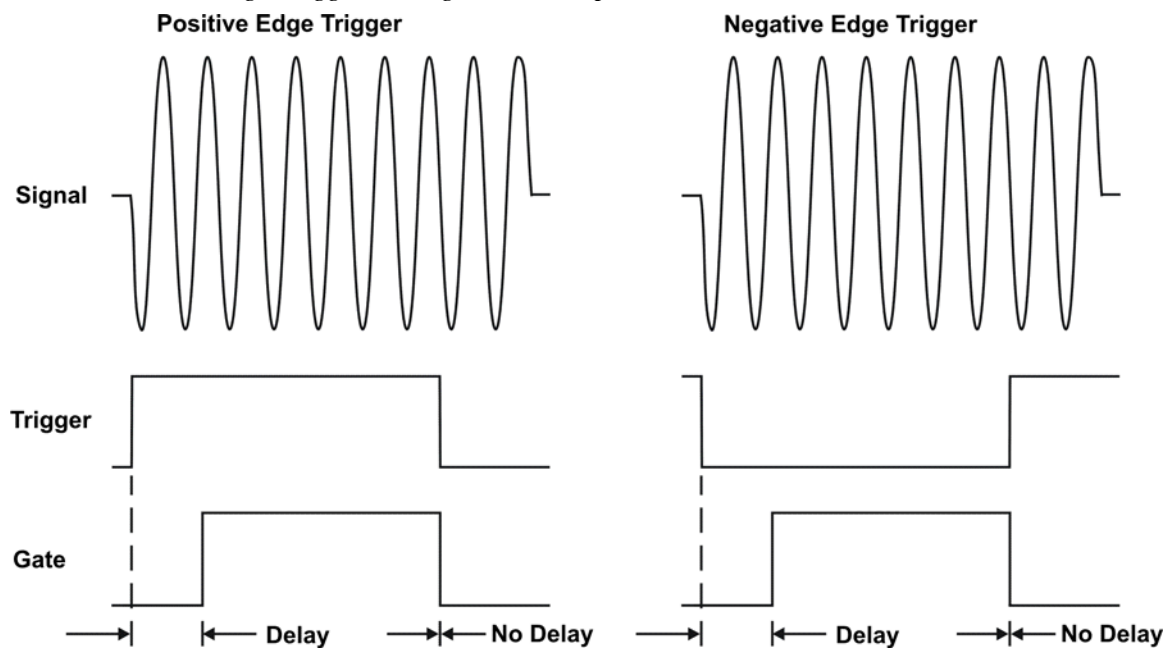 Positive Edge Trigger
Negative Edge Trigger
Signal
Trigger
Gate
Delay
No Delay
Delay
No Delay